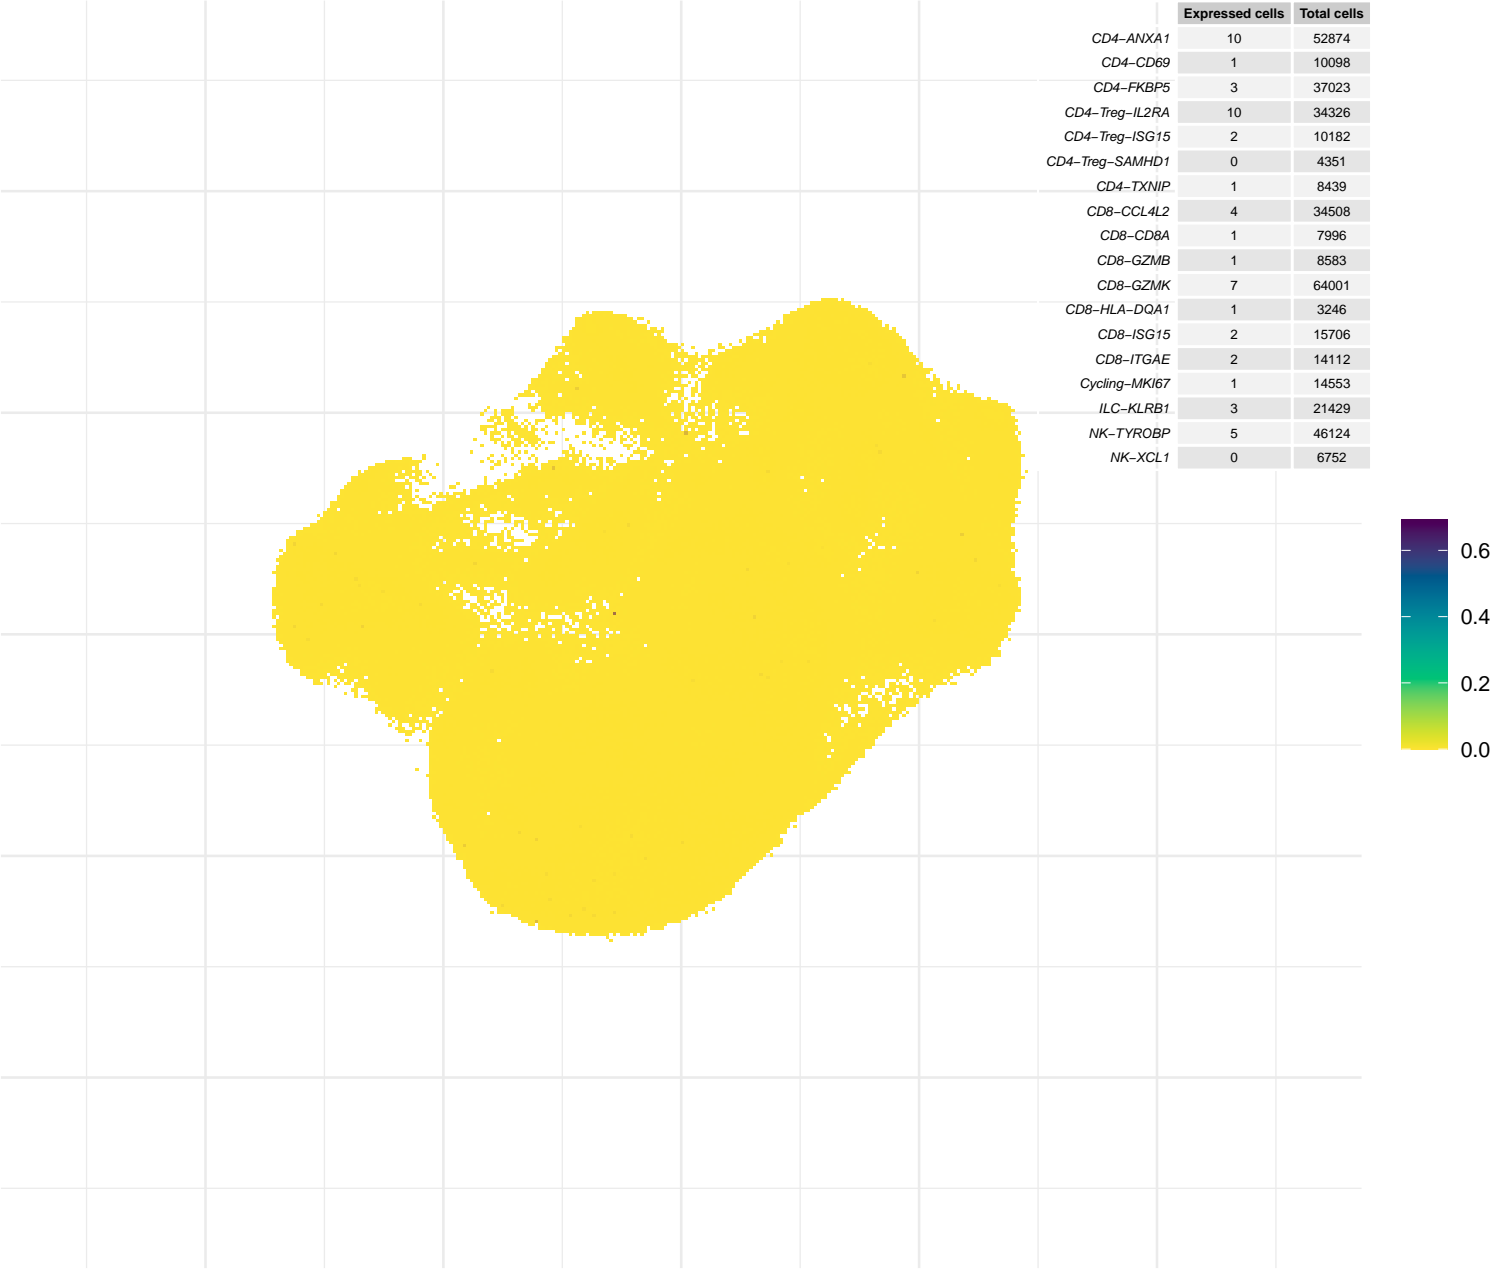 Expressed cells Total cells
CD4−ANXA1 10 52874
CD4−CD69 1 10098
CD4−FKBP5 3 37023
CD4−Treg−IL2RA 10 34326
CD4−Treg−ISG15 2 10182
CD4−Treg−SAMHD1 0 4351
CD4−TXNIP 1 8439
CD8−CCL4L2 4 34508
CD8−CD8A 1 7996
CD8−GZMB 1 8583
CD8−GZMK 7 64001
CD8−HLA−DQA1 1 3246
CD8−ISG15 2 15706
CD8−ITGAE 2 14112
Cycling−MKI67 1 14553
ILC−KLRB1 3 21429
NK−TYROBP 5 46124
NK−XCL1 0 6752
0.6
0.4
0.2
0.0